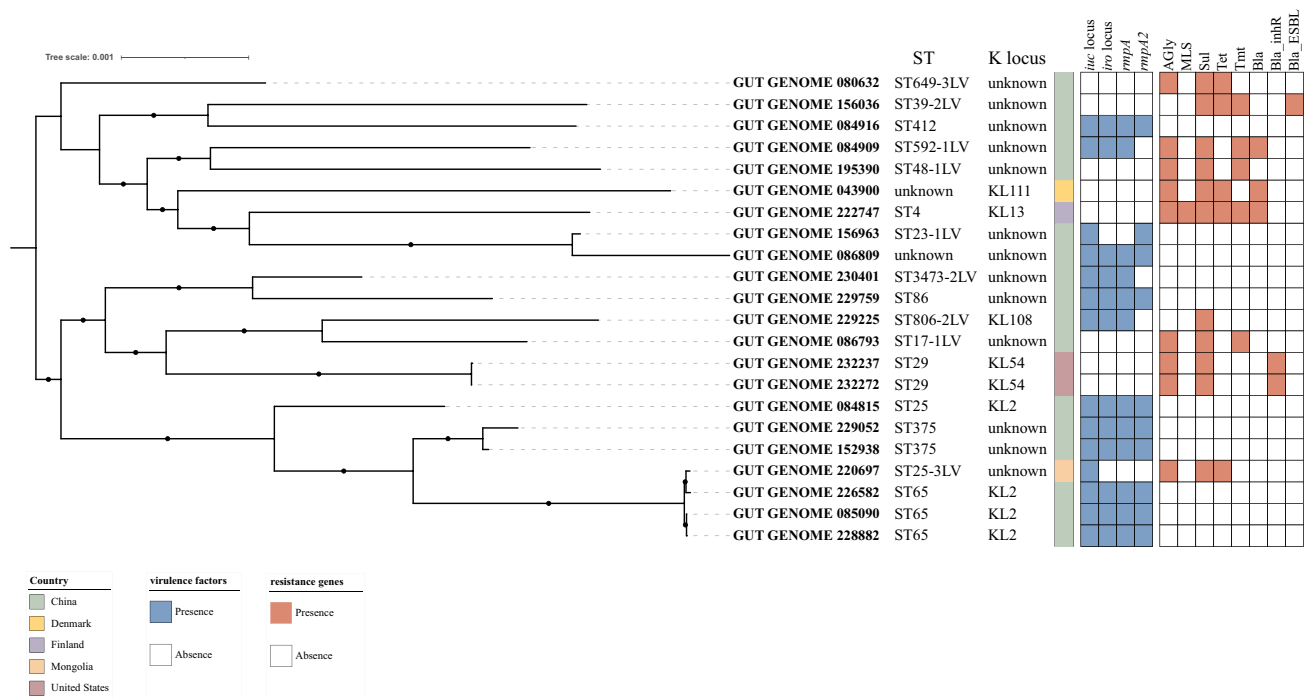 Tree scale: 0.001
ST K locus iuc locus iro locus rmpA rmpA2 AGly MLS Sul Tet Tmt Bla Bla_inhR Bla_ESBL
GUT GENOME 080632 ST649-3LV unknown
GUT GENOME 156036 ST39-2LV unknown
GUT GENOME 084916 ST412 unknown
GUT GENOME 084909 ST592-1LV unknown
GUT GENOME 195390 ST48-1LV unknown
GUT GENOME 043900 unknown KL111
GUT GENOME 222747 ST4 KL13
GUT GENOME 156963 ST23-1LV unknown
GUT GENOME 086809 unknown unknown
GUT GENOME 230401 ST3473-2LV unknown
GUT GENOME 229759 ST86 unknown
GUT GENOME 229225 ST806-2LV KL108
GUT GENOME 086793 ST17-1LV unknown
GUT GENOME 232237 ST29 KL54
GUT GENOME 232272 ST29 KL54
GUT GENOME 084815 ST25 KL2
GUT GENOME 229052 ST375 unknown
GUT GENOME 152938 ST375 unknown
GUT GENOME 220697 ST25-3LV unknown
GUT GENOME 226582 ST65 KL2
GUT GENOME 085090 ST65 KL2
GUT GENOME 228882 ST65 KL2
Country
China
Denmark
Finland
Mongolia
United States
virulence factors
Presence
Absence
resistance genes
Presence
Absence